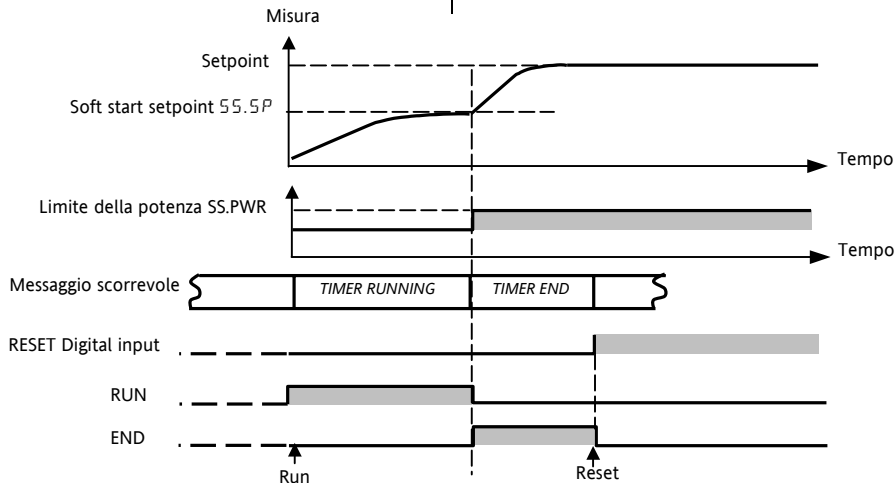 Misura
Setpoint
Soft start setpoint SS.SP
Tempo
Limite della potenza SS.PWR
Tempo
Messaggio scorrevole
TIMER RUNNING
TIMER END
RESET Digital input
RUN
END
Run
Reset